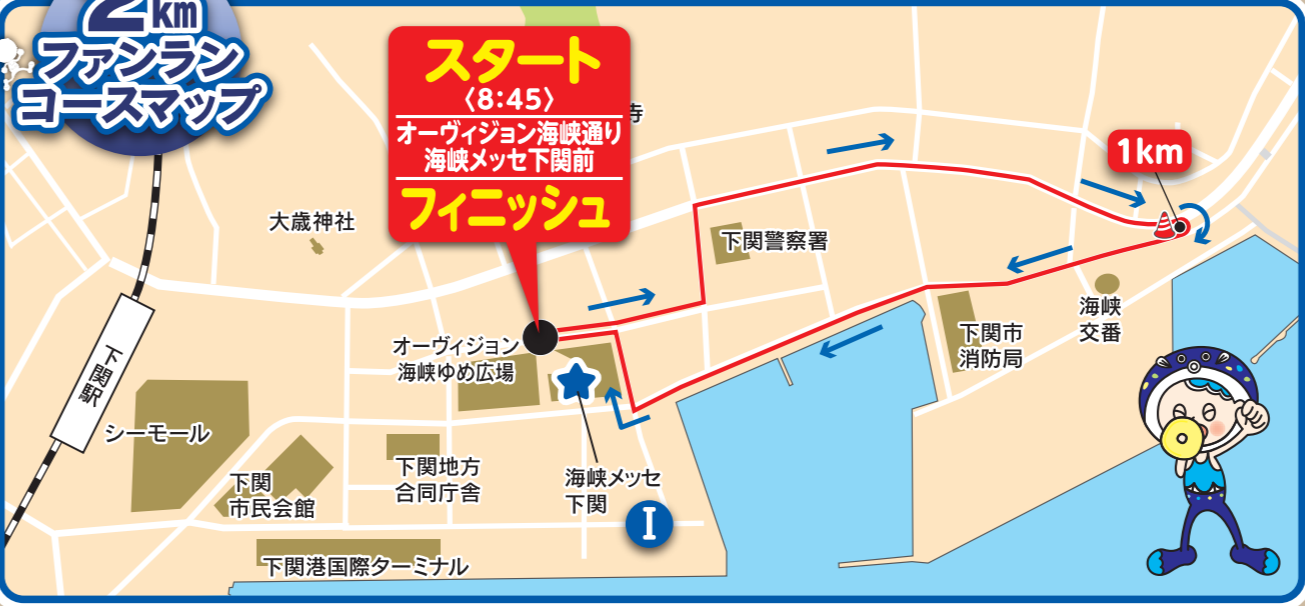 2km
ファンラン
コースマップ
スタート
〈8:45〉
オーヴィジョン海峡通り
海峡メッセ下関前
フィニッシュ
寺
1km
大歳神社
下関警察署
海峡
交番
下関市
消防局
オーヴィジョン
海峡ゆめ広場
下関駅
シーモール
下関
市民会館
下関地方
合同庁舎
海峡メッセ
下関
I
下関港国際ターミナル